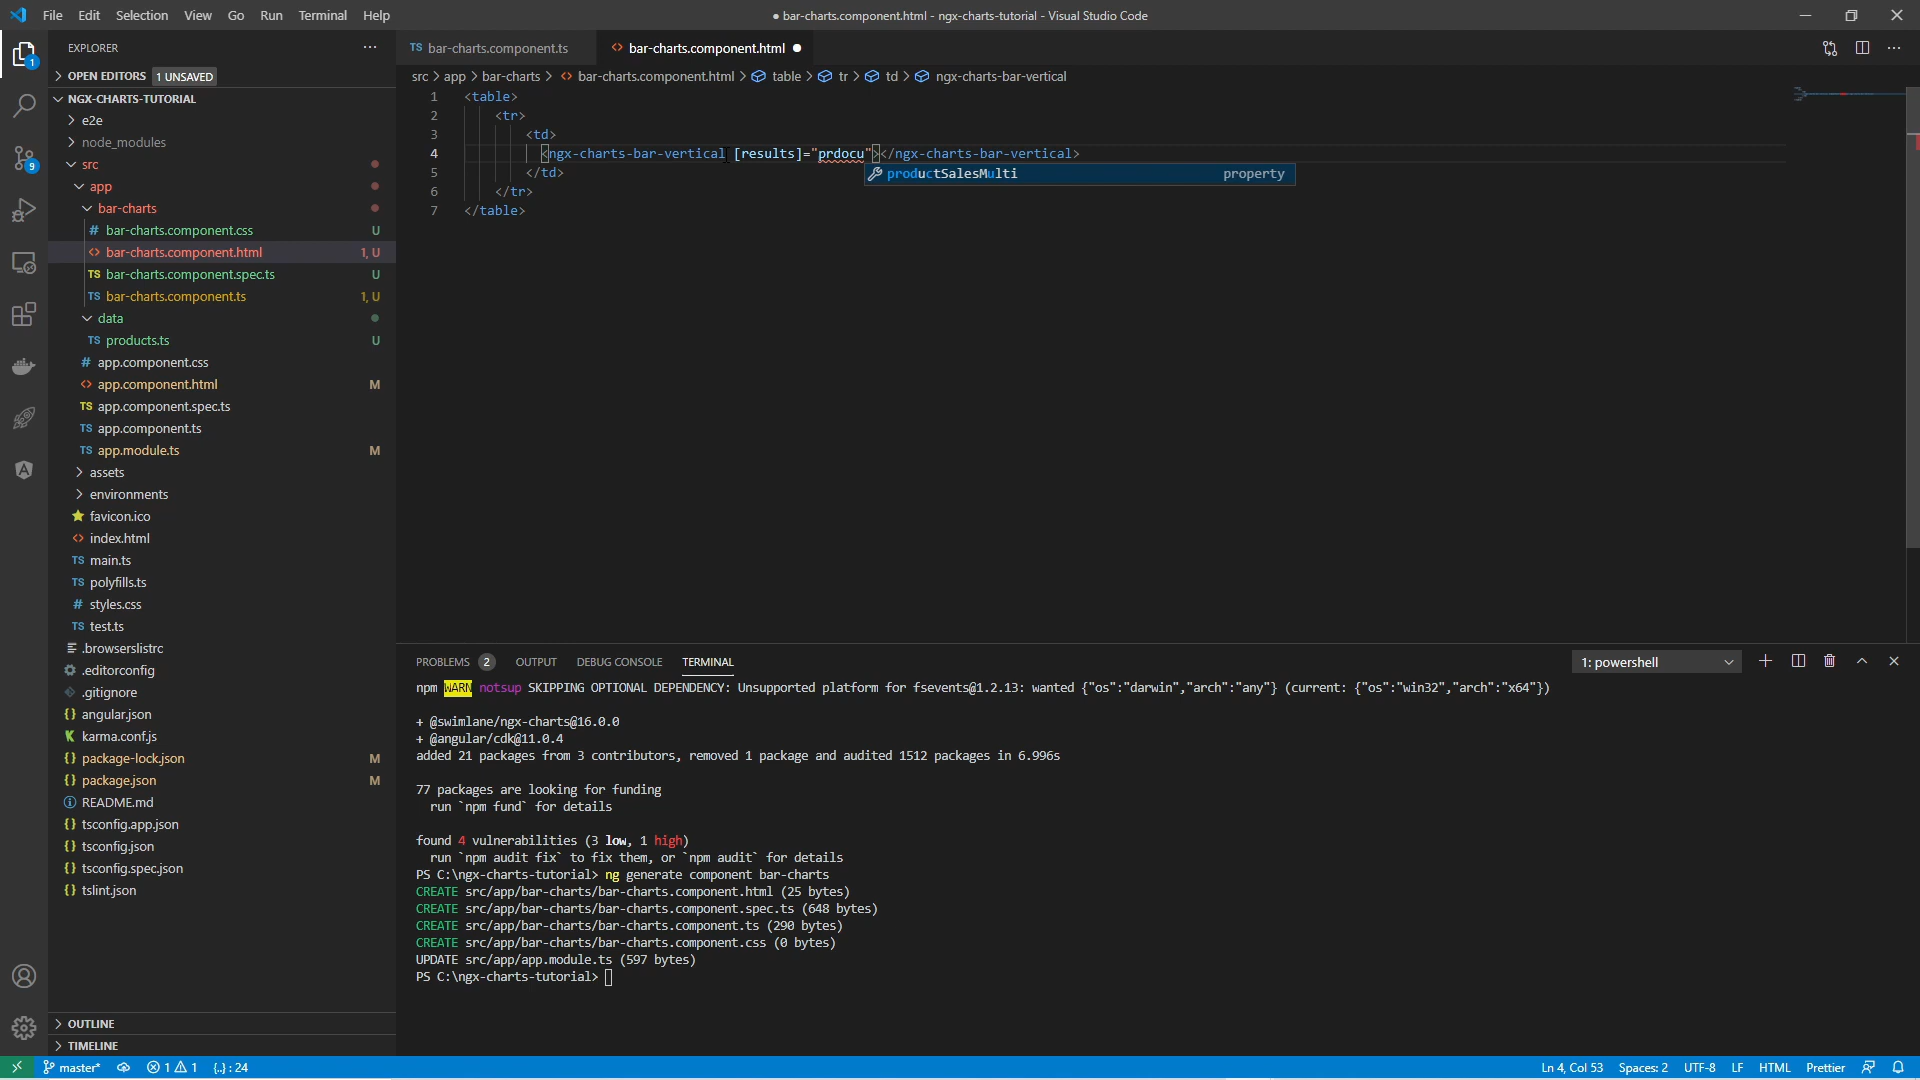 File Edit Selection View Go Run Terminal Help
● bar-charts.component.html - ngx-charts-tutorial - Visual Studio Code
EXPLORER
OPEN EDITORS 1 UNSAVED
NGX-CHARTS-TUTORIAL
e2e
node_modules
src
app
bar-charts
# bar-charts.component.css U
<> bar-charts.component.html 1, U
TS bar-charts.component.spec.ts U
TS bar-charts.component.ts 1, U
data
TS products.ts U
# app.component.css
<> app.component.html M
TS app.component.spec.ts
TS app.component.ts
TS app.module.ts M
assets
environments
favicon.ico
<> index.html
TS main.ts
TS polyfills.ts
# styles.css
TS test.ts
.browserslistrc
.editorconfig
.gitignore
{} angular.json
karma.conf.js
{} package-lock.json M
{} package.json M
README.md
{} tsconfig.app.json
{} tsconfig.json
{} tsconfig.spec.json
{} tslint.json
OUTLINE
TIMELINE
1
9
TS bar-charts.component.ts
<> bar-charts.component.html ●
src > app > bar-charts > <> bar-charts.component.html > table > tr > td > ngx-charts-bar-vertical
1 <table>
2 <tr>
3 <td>
4 <ngx-charts-bar-vertical [results]="prdocu"></ngx-charts-bar-vertical>
productSalesMulti property
5 </td>
6 </tr>
7 </table>
PROBLEMS 2 OUTPUT DEBUG CONSOLE TERMINAL
1: powershell
npm WARN notsup SKIPPING OPTIONAL DEPENDENCY: Unsupported platform for fsevents@1.2.13: wanted {"os":"darwin","arch":"any"} (current: {"os":"win32","arch":"x64"})
+ @swimlane/ngx-charts@16.0.0
+ @angular/cdk@11.0.4
added 21 packages from 3 contributors, removed 1 package and audited 1512 packages in 6.996s
77 packages are looking for funding
run `npm fund` for details
found 4 vulnerabilities (3 low, 1 high)
run `npm audit fix` to fix them, or `npm audit` for details
PS C:\ngx-charts-tutorial> ng generate component bar-charts
CREATE src/app/bar-charts/bar-charts.component.html (25 bytes)
CREATE src/app/bar-charts/bar-charts.component.spec.ts (648 bytes)
CREATE src/app/bar-charts/bar-charts.component.ts (290 bytes)
CREATE src/app/bar-charts/bar-charts.component.css (0 bytes)
UPDATE src/app/app.module.ts (597 bytes)
PS C:\ngx-charts-tutorial>
master* 1 1 {..} : 24
Ln 4, Col 53 Spaces: 2 UTF-8 LF HTML Prettier